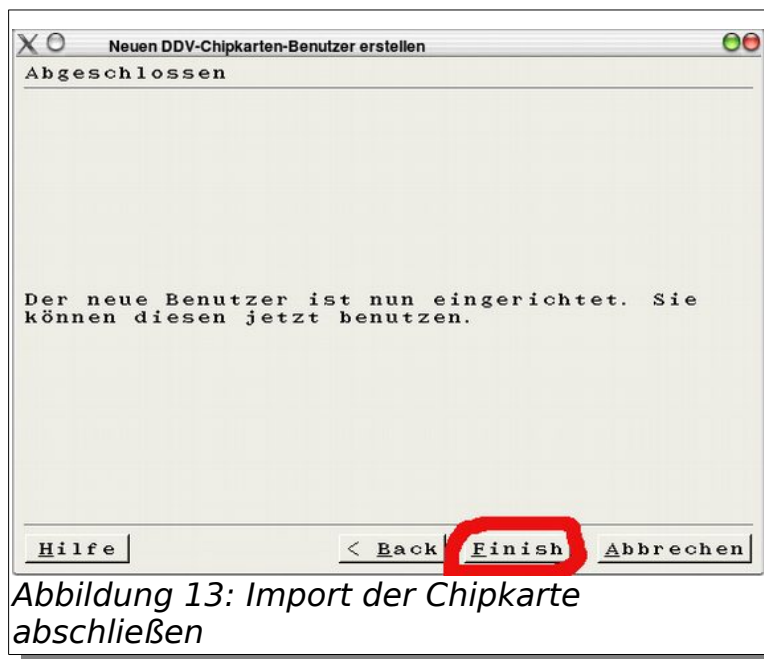 Neuen DDV-Chipkarten-Benutzer erstellen
Abgeschlossen
Der neue Benutzer ist nun eingerichtet. Sie
können diesen jetzt benutzen.
Hilfe
< Back
Finish
Abbrechen
Abbildung 13: Import der Chipkarte
abschließen